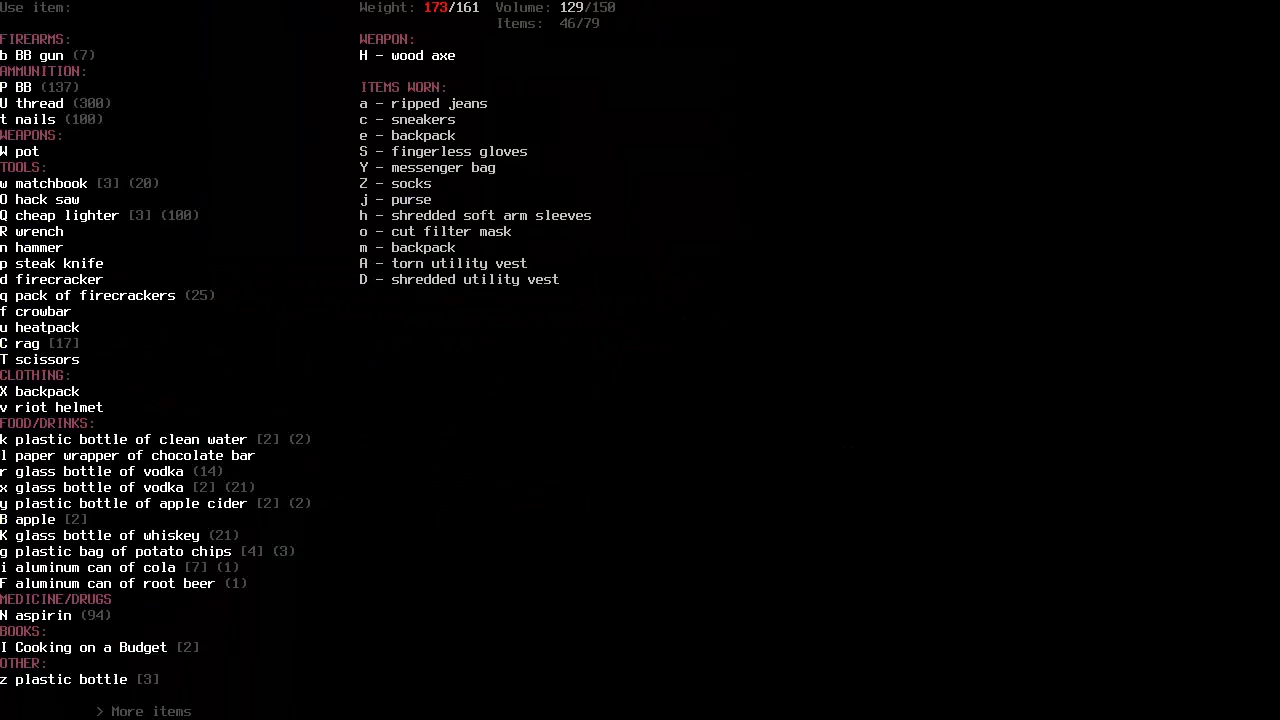 Use item:
Weight: 173/161 Volume: 129/150
Items: 46/79
FIREARMS:
b BB gun (7)
AMMUNITION:
P BB (137)
U thread (300)
t nails (100)
WEAPONS:
W pot
TOOLS:
w matchbook [3] (20)
O hack saw
Q cheap lighter [3] (100)
R wrench
n hammer
p steak knife
d firecracker
q pack of firecrackers (25)
f crowbar
u heatpack
C rag [17]
T scissors
CLOTHING:
X backpack
v riot helmet
FOOD/DRINKS:
k plastic bottle of clean water [2] (2)
l paper wrapper of chocolate bar
r glass bottle of vodka (14)
x glass bottle of vodka [2] (21)
y plastic bottle of apple cider [2] (2)
B apple [2]
K glass bottle of whiskey (21)
g plastic bag of potato chips [4] (3)
i aluminum can of cola [7] (1)
F aluminum can of root beer (1)
MEDICINE/DRUGS
N aspirin (94)
BOOKS:
I Cooking on a Budget [2]
OTHER:
z plastic bottle [3]
> More items
WEAPON:
H - wood axe
ITEMS WORN:
a - ripped jeans
c - sneakers
e - backpack
S - fingerless gloves
Y - messenger bag
Z - socks
j - purse
h - shredded soft arm sleeves
o - cut filter mask
m - backpack
A - torn utility vest
D - shredded utility vest